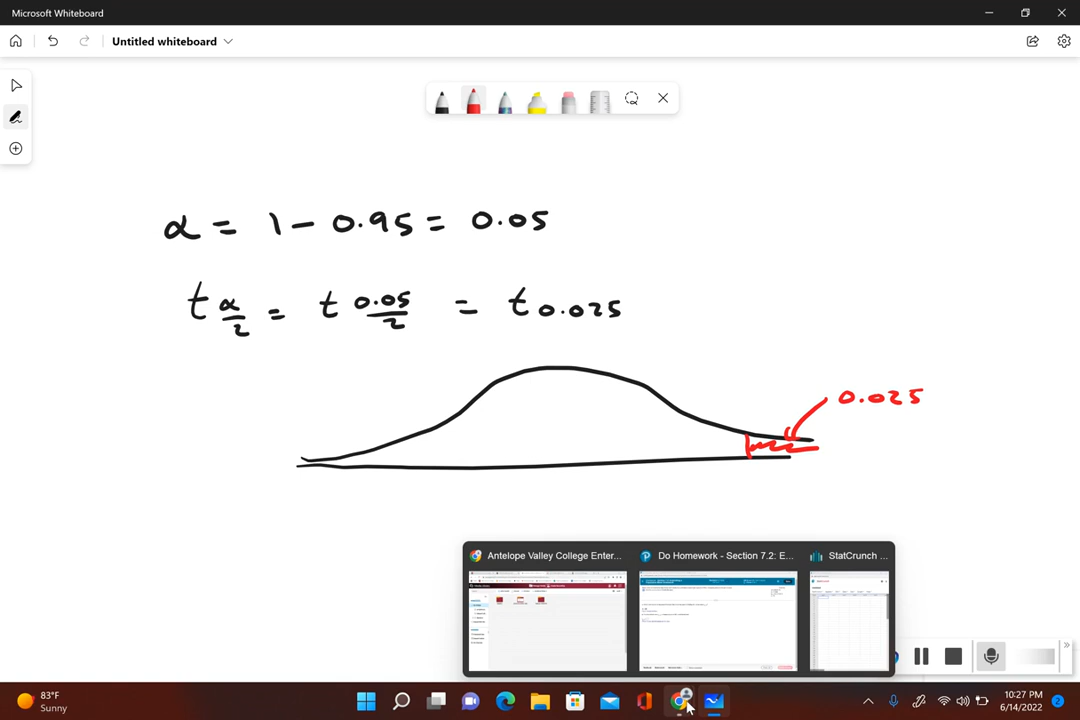 Microsoft Whiteboard
Untitled whiteboard
α = 1 - 0.95 = 0.05
t α/2 = t 0.05/2 = t 0.025
0.025
Antelope Valley College Enter...
Do Homework - Section 7.2: E...
StatCrunch ...
83°F
Sunny
10:27 PM
6/14/2022
2